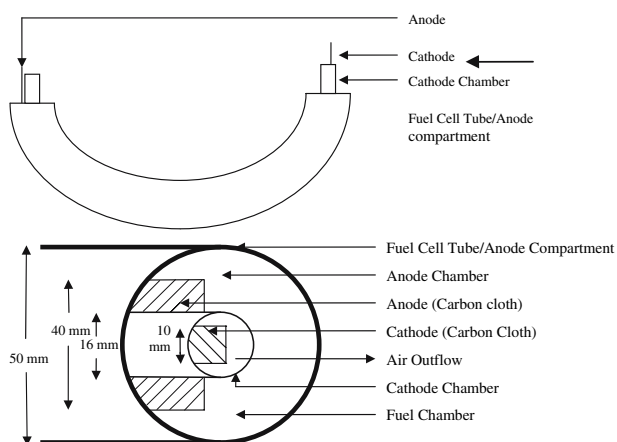 Anode
Cathode
Cathode Chamber
Fuel Cell Tube/Anode
compartment
Fuel Cell Tube/Anode Compartment
Anode Chamber
Anode (Carbon cloth)
Cathode (Carbon Cloth)
Air Outflow
Cathode Chamber
Fuel Chamber
50 mm
40 mm
16 mm
10
mm